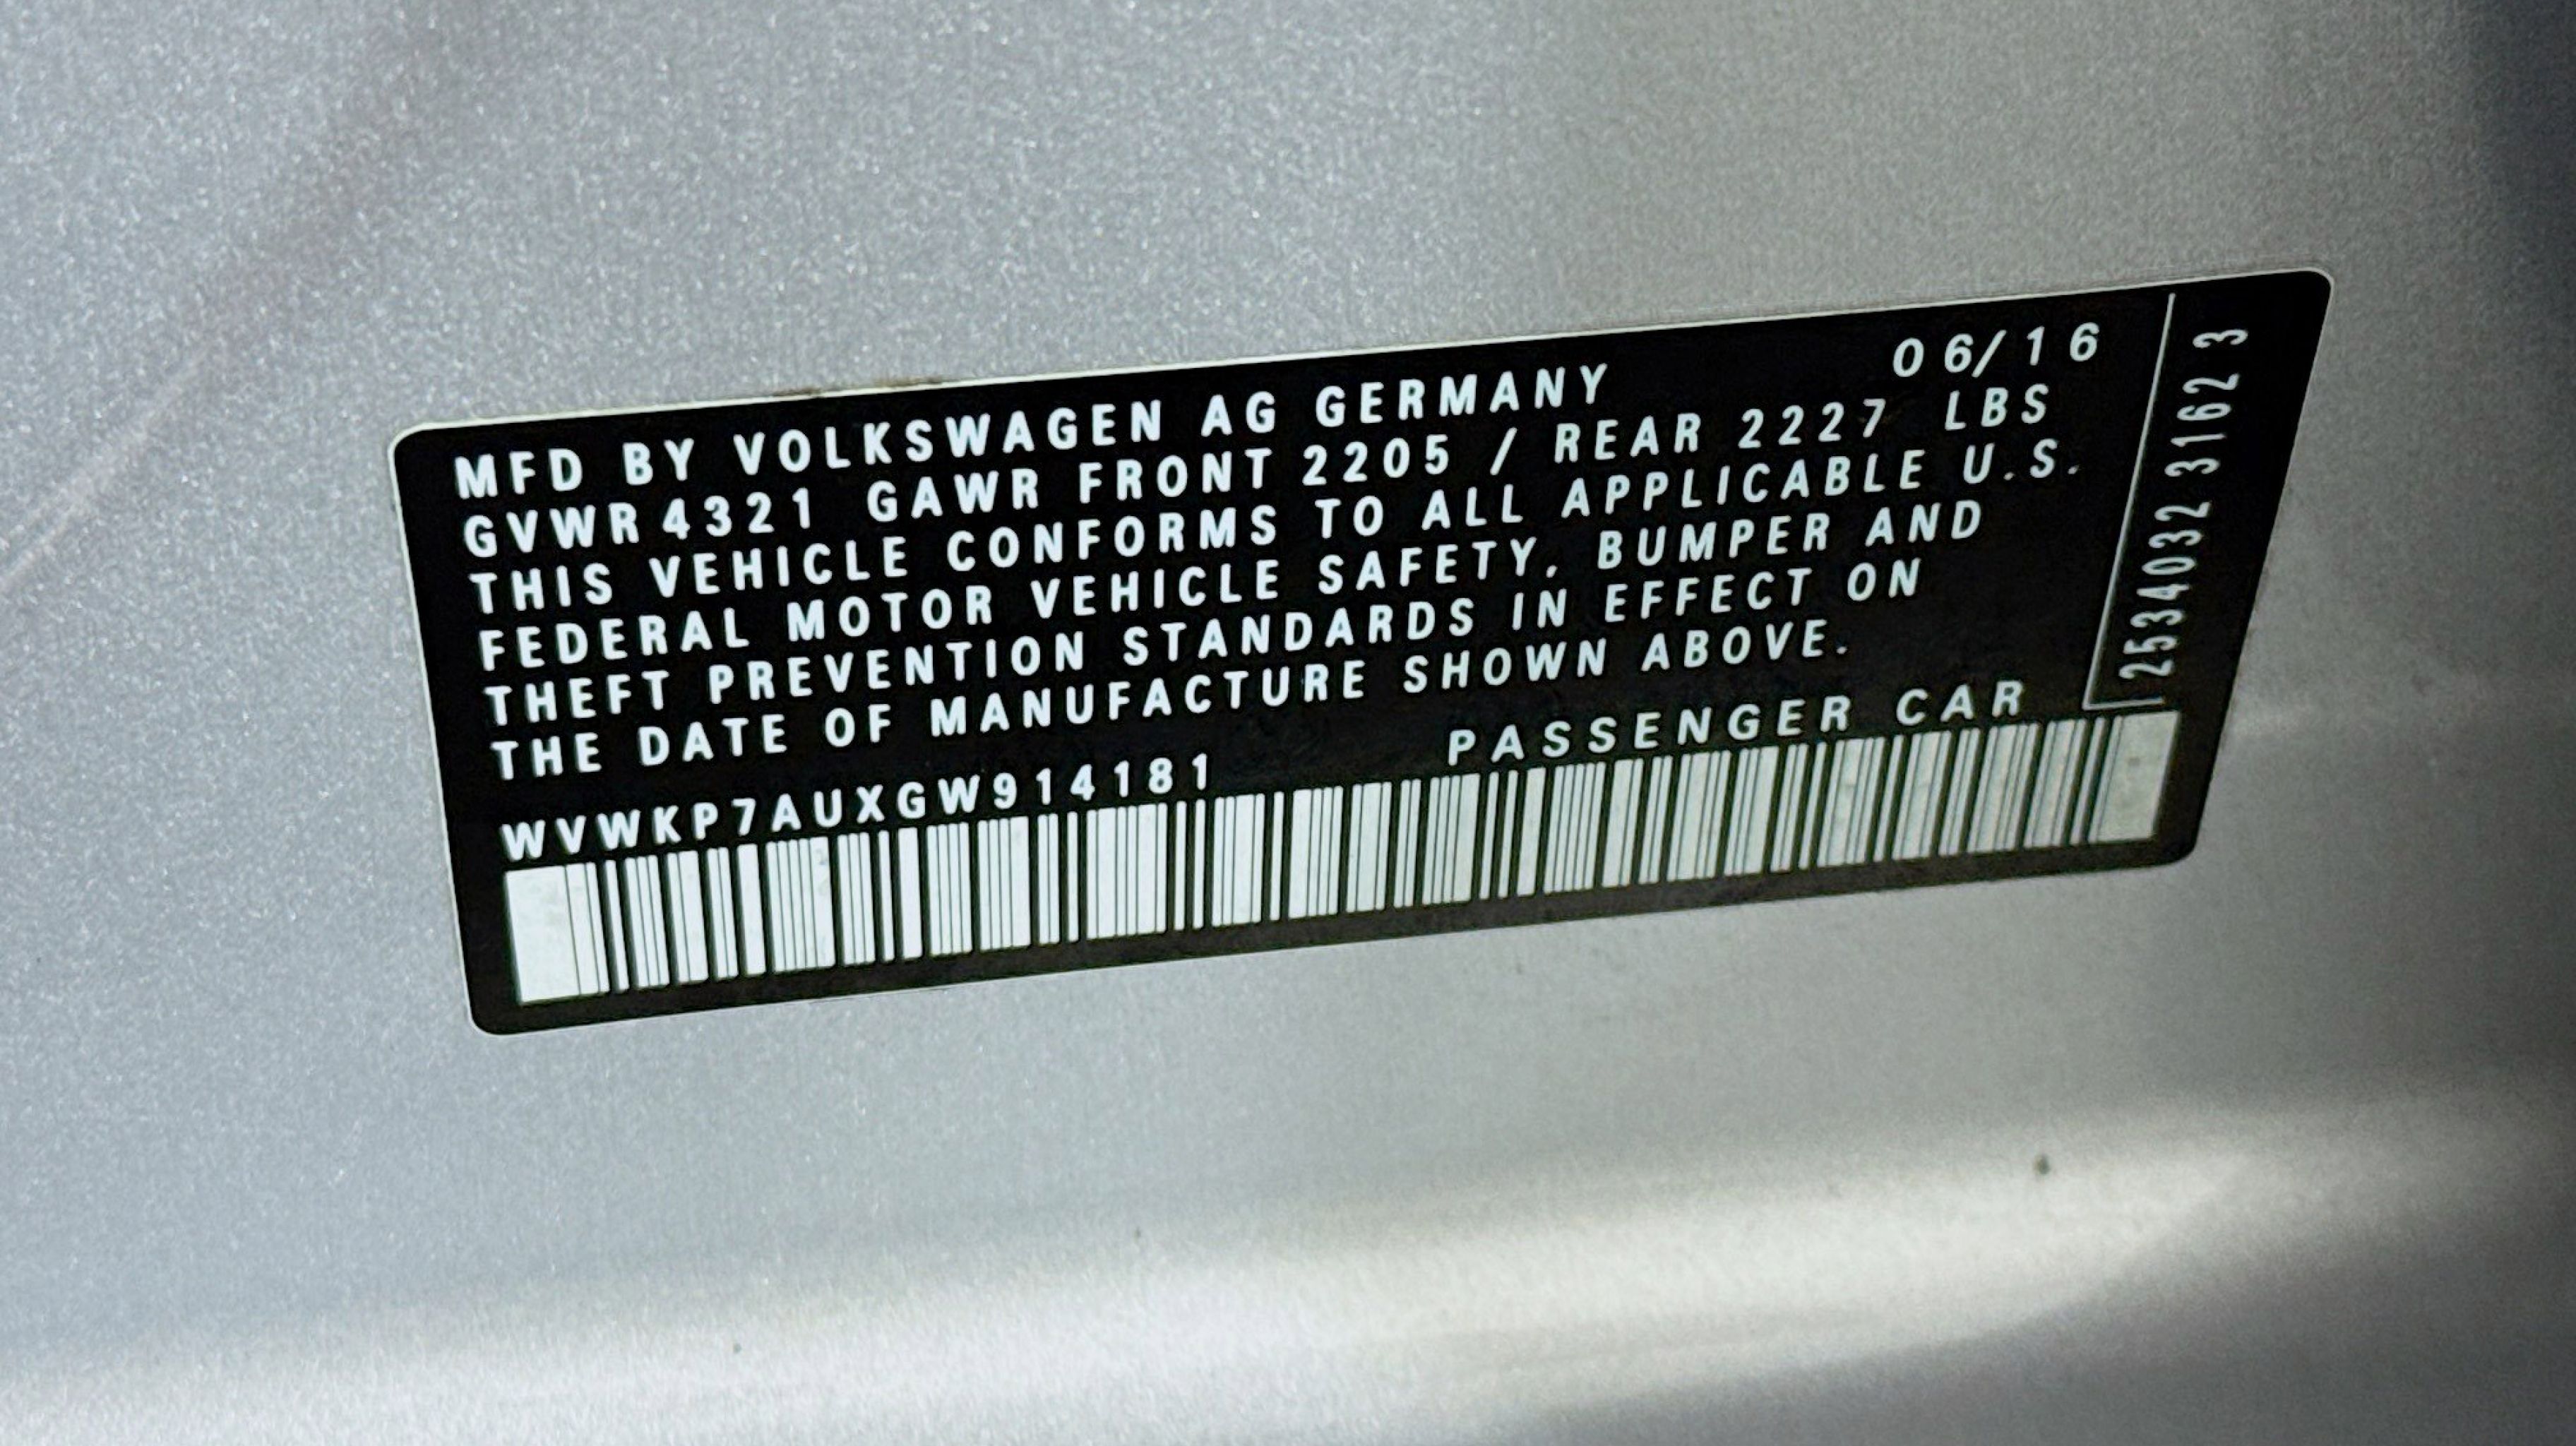 MFD BY VOLKSWAGEN AG GERMANY 06/16
GVWR 4321 GAWR FRONT 2205 / REAR 2227 LBS
THIS VEHICLE CONFORMS TO ALL APPLICABLE U.S.
FEDERAL MOTOR VEHICLE SAFETY, BUMPER AND
THEFT PREVENTION STANDARDS IN EFFECT ON
THE DATE OF MANUFACTURE SHOWN ABOVE.
PASSENGER CAR
WVWKP7AUXGW914181
2534032 3162 3